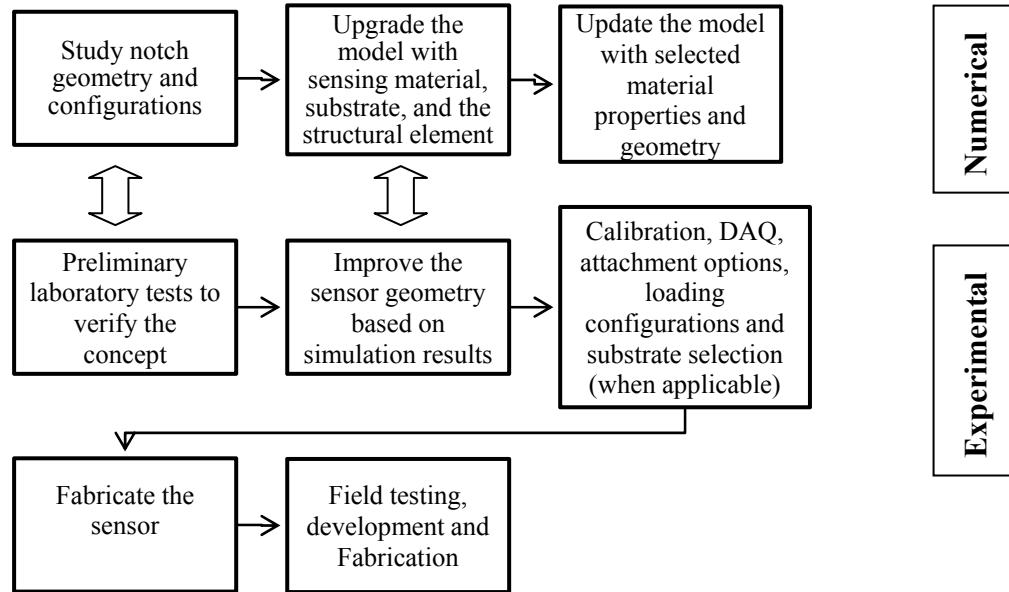 Study notch
geometry and
configurations
Upgrade the
model with
sensing material,
substrate, and the
structural element
Update the model
with selected
material
properties and
geometry
Numerical
Preliminary
laboratory tests to
verify the
concept
Improve the
sensor geometry
based on
simulation results
Calibration, DAQ,
attachment options,
loading
configurations and
substrate selection
(when applicable)
Experimental
Fabricate the
sensor
Field testing,
development and
Fabrication